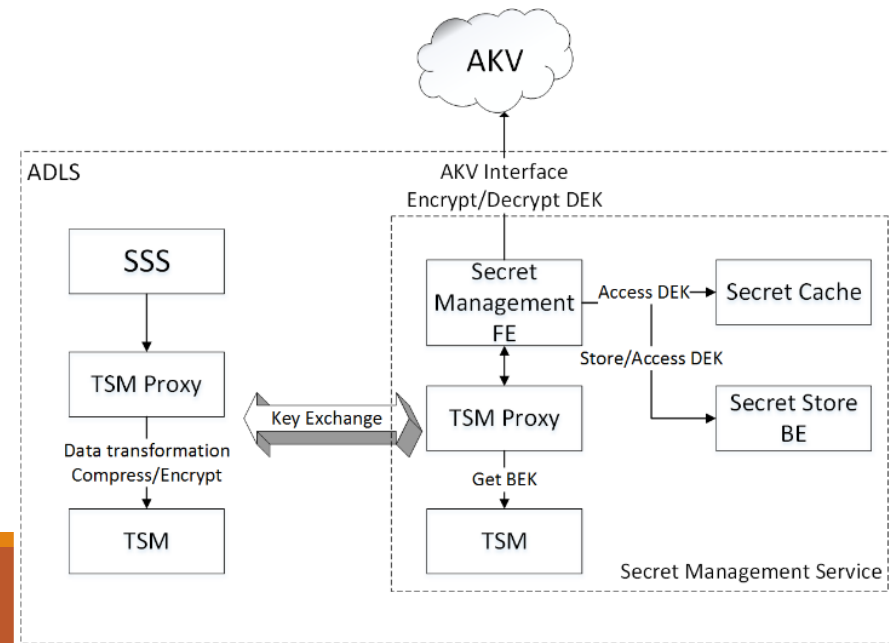 AKV
ADLS
AKV Interface
Encrypt/Decrypt DEK
SSS
Secret
Management
FE
Access DEK
Secret Cache
Store/Access DEK
TSM Proxy
Key Exchange
TSM Proxy
Secret Store
BE
Data transformation
Compress/Encrypt
Get BEK
TSM
TSM
Secret Management Service